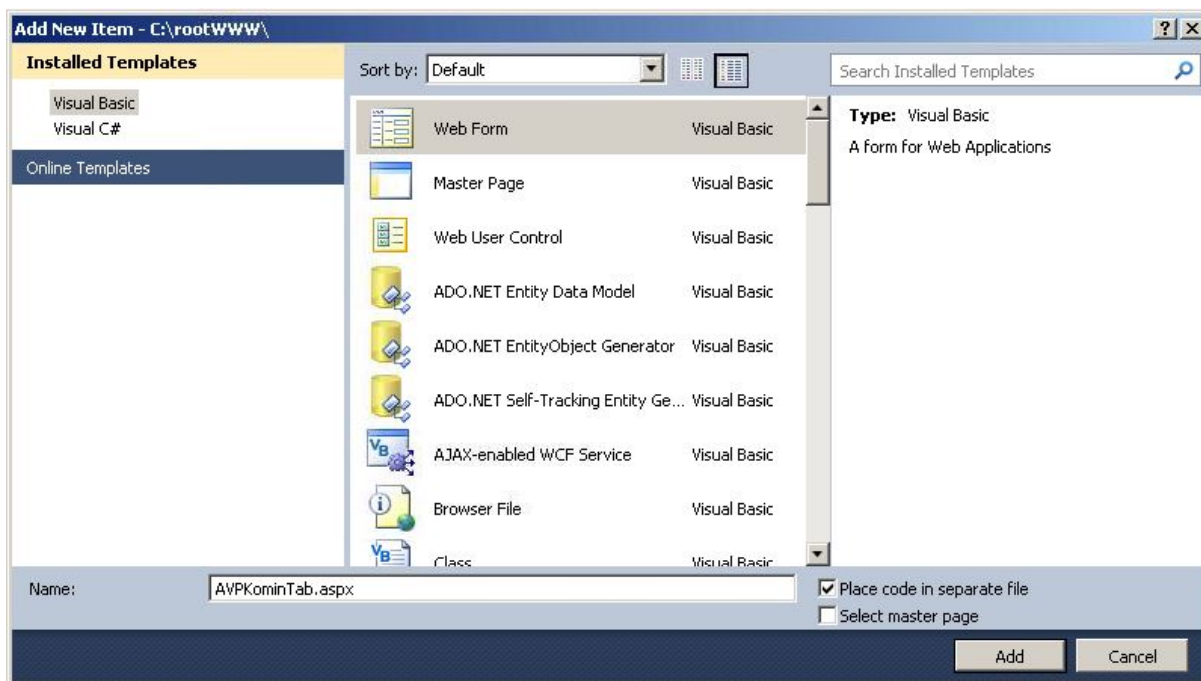 Add New Item - C:\rootWWW\
Installed Templates
Visual Basic
Visual C#
Online Templates
Sort by: Default
Search Installed Templates
Web Form Visual Basic
Master Page Visual Basic
Web User Control Visual Basic
ADO.NET Entity Data Model Visual Basic
ADO.NET EntityObject Generator Visual Basic
ADO.NET Self-Tracking Entity Ge... Visual Basic
AJAX-enabled WCF Service Visual Basic
Browser File Visual Basic
Class Visual Basic
Type: Visual Basic
A form for Web Applications
Name: AVPKominTab.aspx
Place code in separate file
Select master page
Add Cancel